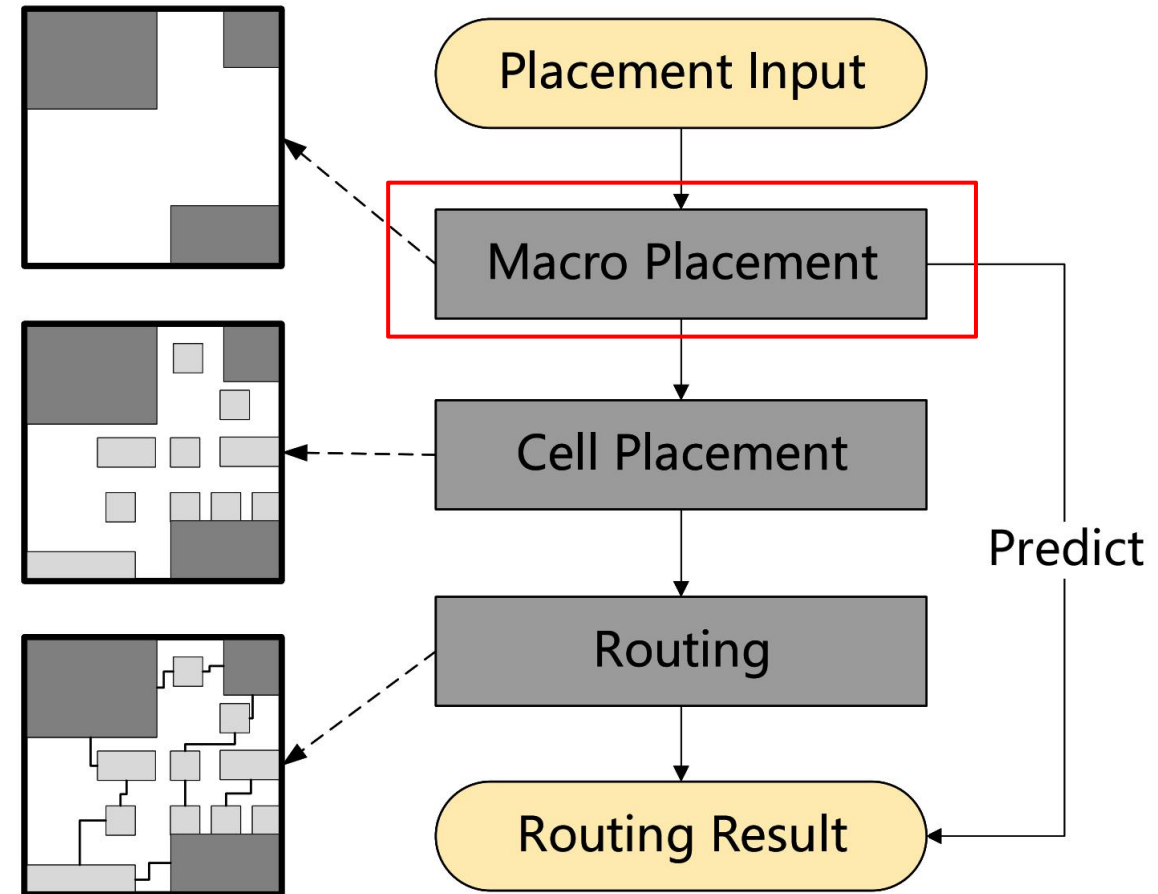 Placement Input
Macro Placement
Cell Placement
Predict
Routing
Routing Result